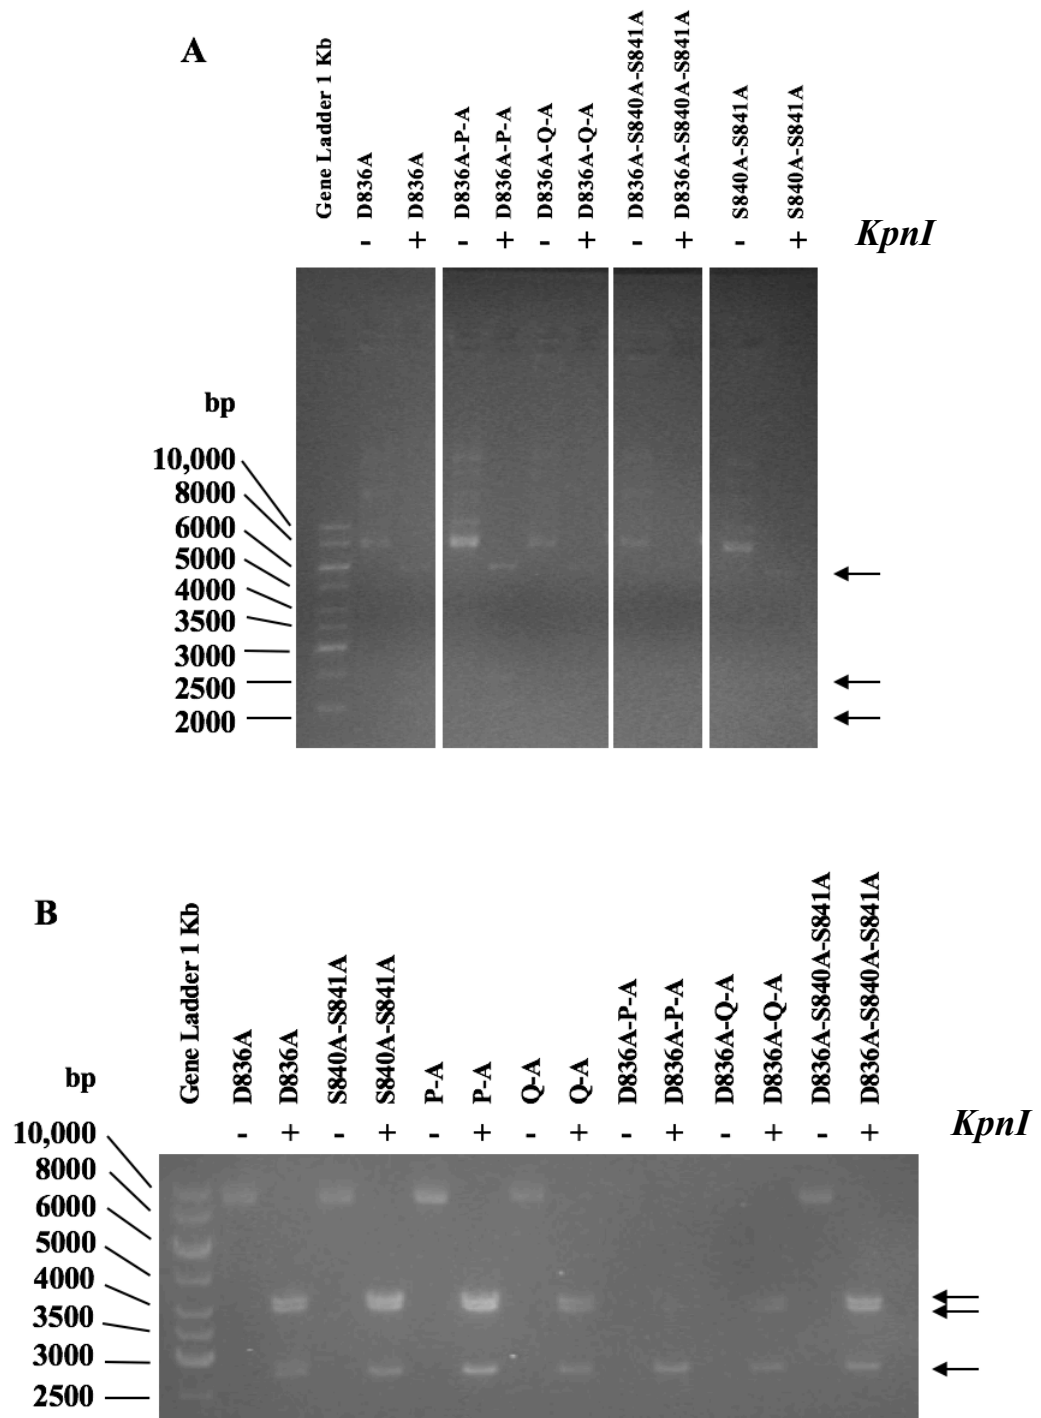 A
Gene Ladder 1 Kb
D836A
D836A
D836A-P-A
D836A-P-A
D836A-Q-A
D836A-Q-A
D836A-S840A-S841A
D836A-S840A-S841A
S840A-S841A
S840A-S841A
- + - + - + - + - + KpnI
bp
10,000
8000
6000
5000
4000
3500
3000
2500
2000
B
Gene Ladder 1 Kb
D836A
D836A
S840A-S841A
S840A-S841A
P-A
P-A
Q-A
Q-A
D836A-P-A
D836A-P-A
D836A-Q-A
D836A-Q-A
D836A-S840A-S841A
D836A-S840A-S841A
- + - + - + - + - + - + - + KpnI
bp
10,000
8000
6000
5000
4000
3500
3000
2500